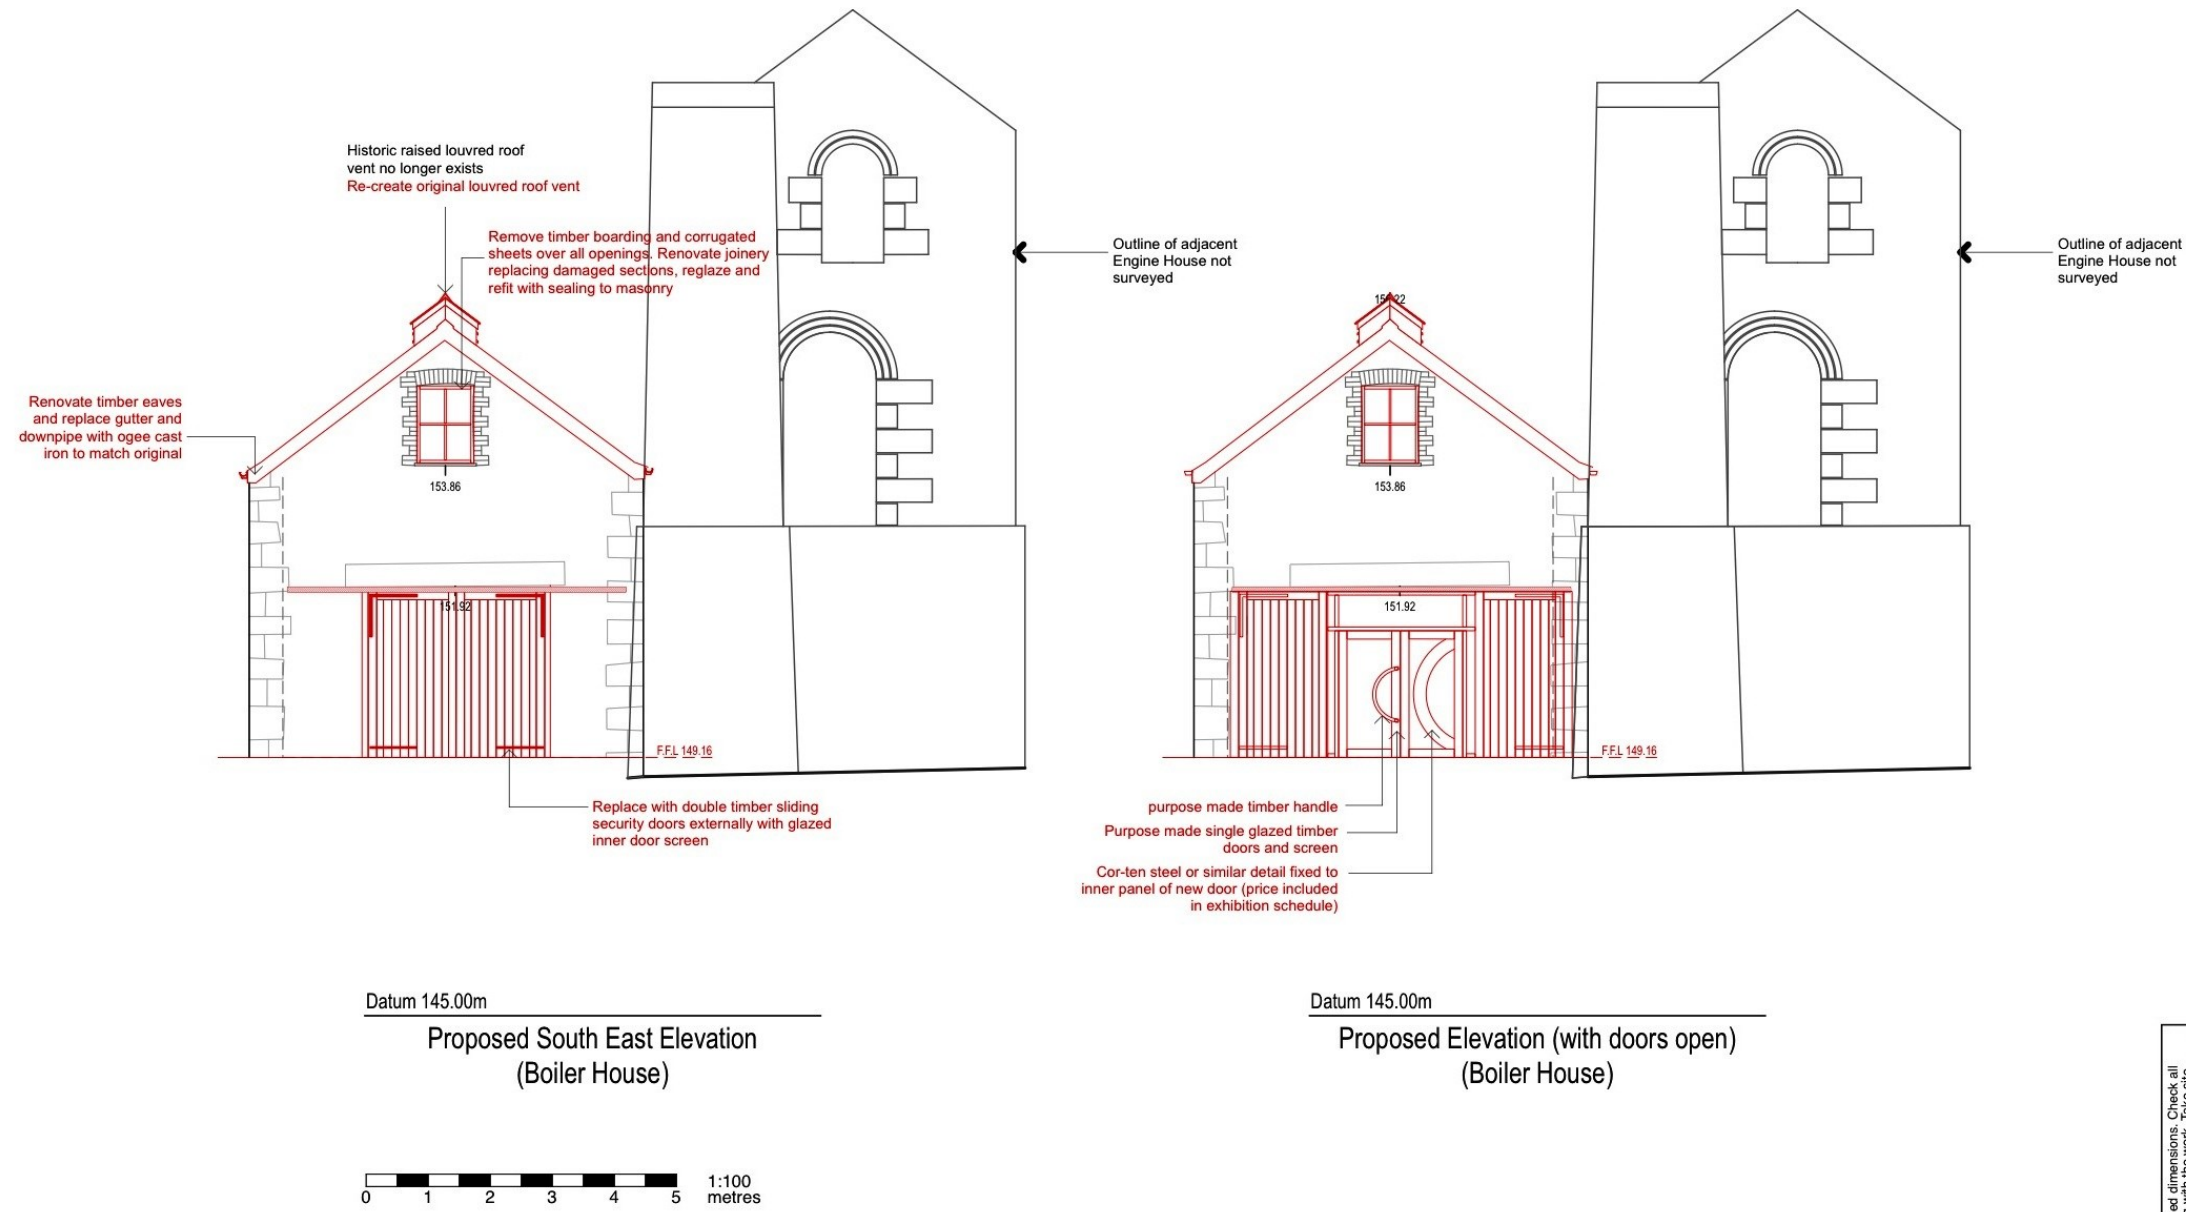 Historic raised louvred roof
vent no longer exists
Re-create original louvred roof vent
Remove timber boarding and corrugated
sheets over all openings. Renovate joinery
replacing damaged sections, reglaze and
refit with sealing to masonry
Outline of adjacent
Engine House not
surveyed
Renovate timber eaves
and replace gutter and
downpipe with ogee cast
iron to match original
153.86
151.92
F.F.L 149.16
Replace with double timber sliding
security doors externally with glazed
inner door screen
Datum 145.00m
Proposed South East Elevation
(Boiler House)
0 1 2 3 4 5
1:100
metres
Outline of adjacent
Engine House not
surveyed
153.86
151.92
F.F.L 149.16
purpose made timber handle
Purpose made single glazed timber
doors and screen
Cor-ten steel or similar detail fixed to
inner panel of new door (price included
in exhibition schedule)
Datum 145.00m
Proposed Elevation (with doors open)
(Boiler House)
ed dimensions. Check all
with the work. Take site